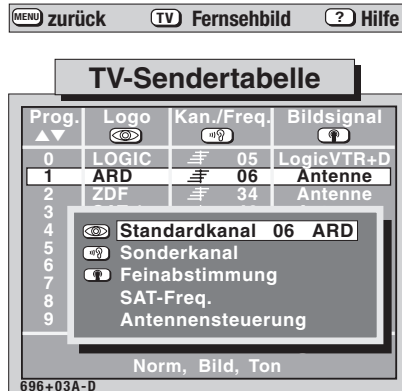 MENU zurück TV Fernsehbild ? Hilfe
TV-Sendertabelle
Prog. Logo Kan./Freq. Bildsignal
0 LOGIC 05 LogicVTR+D
1 ARD 06 Antenne
2 ZDF 34 Antenne
3
4 Standardkanal 06 ARD
5 Sonderkanal
6 Feinabstimmung
7
8 SAT-Freq.
9 Antennensteuerung
Norm, Bild, Ton
696+03A-D